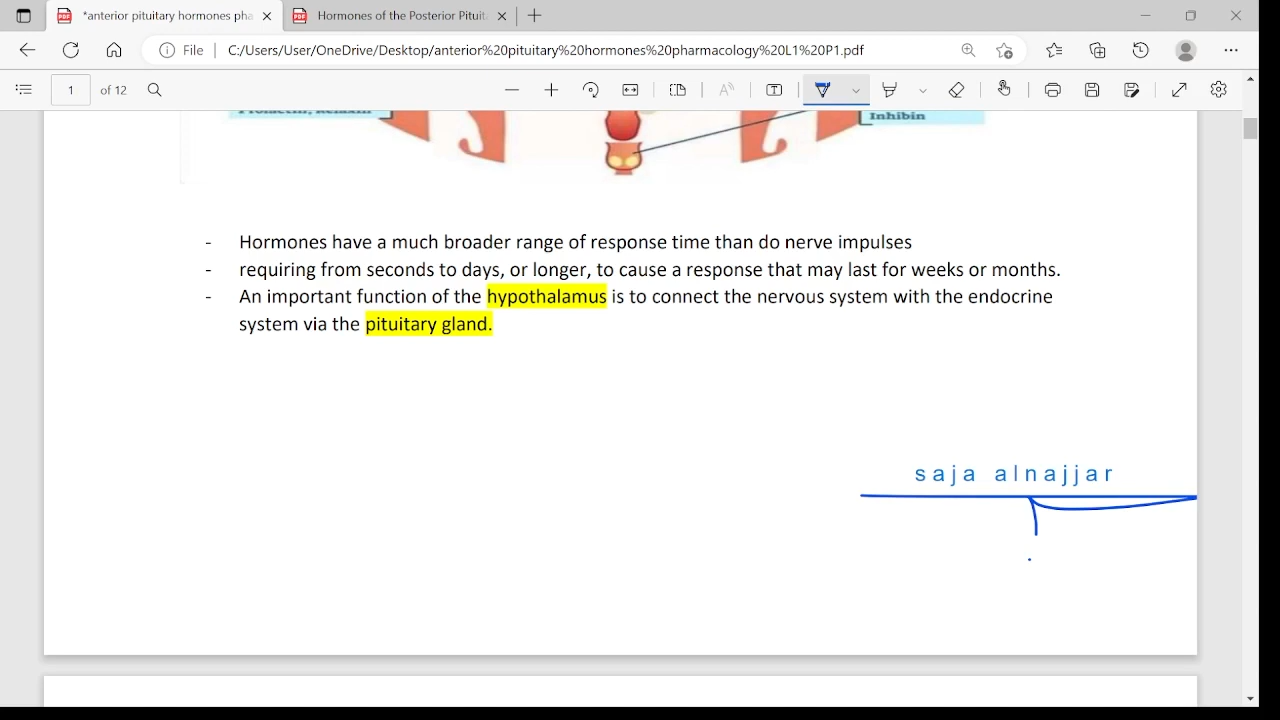 *anterior pituitary hormones pha
Hormones of the Posterior Pituit
File
C:/Users/User/OneDrive/Desktop/anterior%20pituitary%20hormones%20pharmacology%20L1%20P1.pdf
1 of 12
Inhibin
- Hormones have a much broader range of response time than do nerve impulses
- requiring from seconds to days, or longer, to cause a response that may last for weeks or months.
- An important function of the hypothalamus is to connect the nervous system with the endocrine
system via the pituitary gland.
saja alnajjar